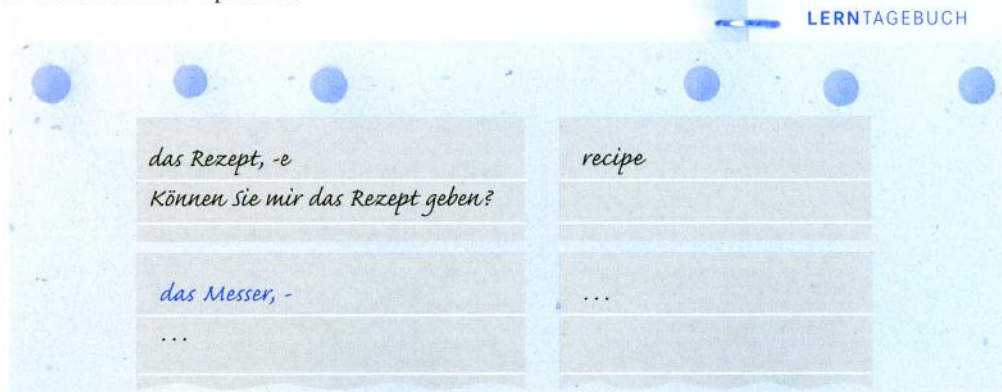 LERNTAGEBUCH
das Rezept, -e
recipe
Können Sie mir das Rezept geben?
das Messer, -
...
...